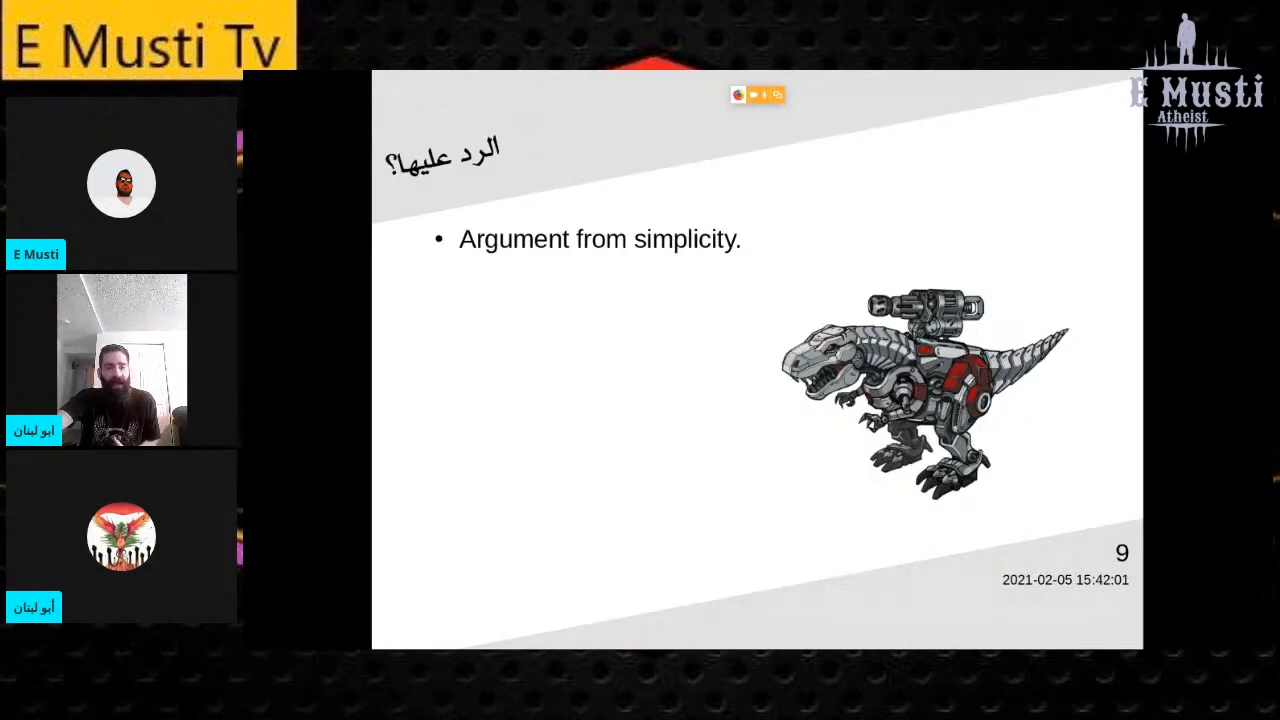 E Musti Tv
E Musti
Atheist
الرد عليها؟
• Argument from simplicity.
E Musti
ابو لبنان
أبو لبنان
9
2021-02-05 15:42:01